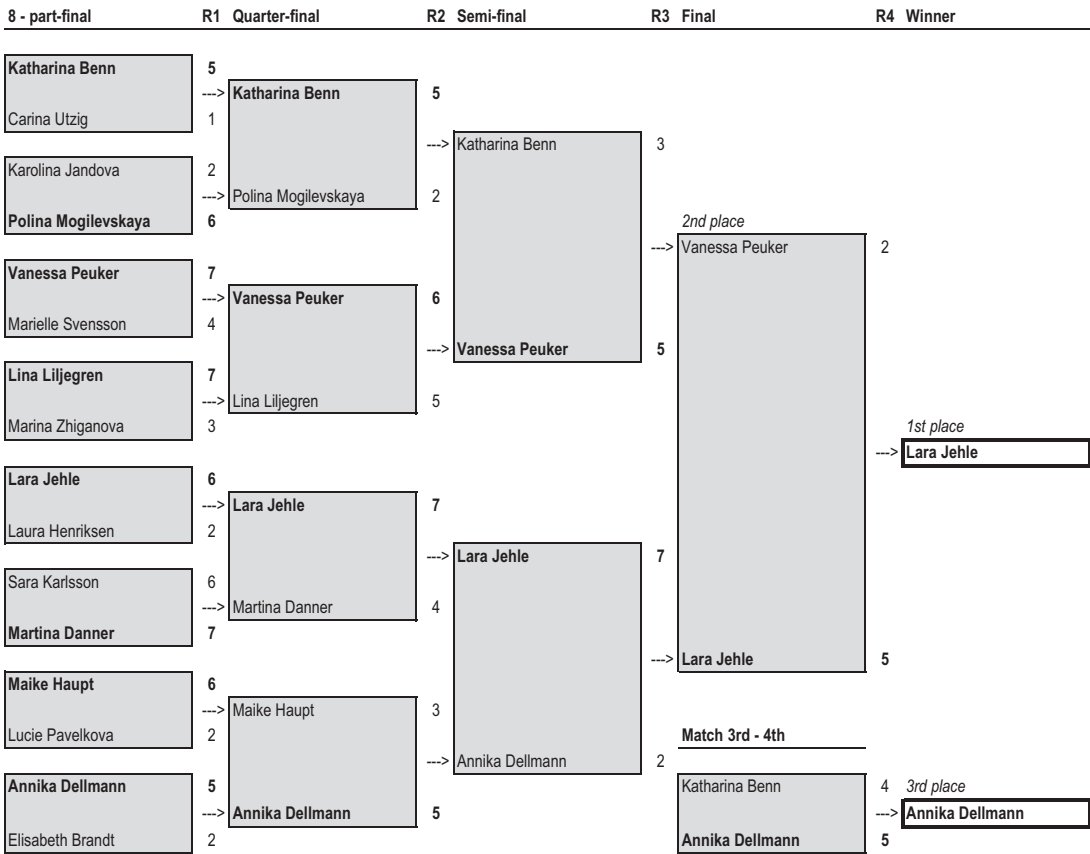 8 - part-final R1 Quarter-final R2 Semi-final R3 Final R4 Winner
Katharina Benn 5
---> Katharina Benn 5
Carina Utzig 1
---> Katharina Benn 3
Karolina Jandova 2
---> Polina Mogilevskaya 2
Polina Mogilevskaya 6
2nd place
---> Vanessa Peuker 2
Vanessa Peuker 7
---> Vanessa Peuker 6
Marielle Svensson 4
---> Vanessa Peuker 5
Lina Liljegren 7
---> Lina Liljegren 5
Marina Zhiganova 3
1st place
---> Lara Jehle
Lara Jehle 6
---> Lara Jehle 7
Laura Henriksen 2
---> Lara Jehle 7
Sara Karlsson 6
---> Martina Danner 4
Martina Danner 7
---> Lara Jehle 5
Maike Haupt 6
---> Maike Haupt 3
Lucie Pavelkova 2
Match 3rd - 4th
---> Annika Dellmann 2
Annika Dellmann 5
Katharina Benn 4
3rd place
---> Annika Dellmann 5
---> Annika Dellmann
Elisabeth Brandt 2
Annika Dellmann 5